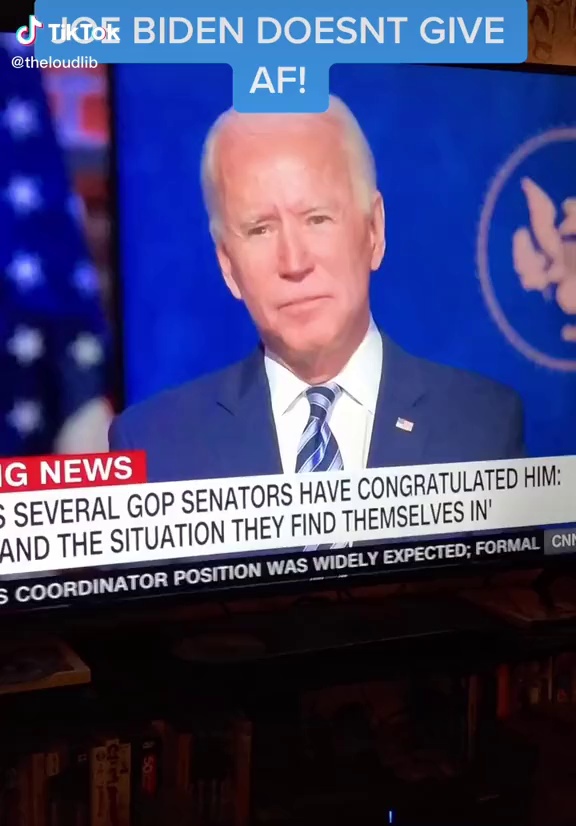 TikTok
JOE BIDEN DOESNT GIVE
AF!
@theloudlib
G NEWS
S SEVERAL GOP SENATORS HAVE CONGRATULATED HIM:
AND THE SITUATION THEY FIND THEMSELVES IN'
S COORDINATOR POSITION WAS WIDELY EXPECTED; FORMAL
CNN